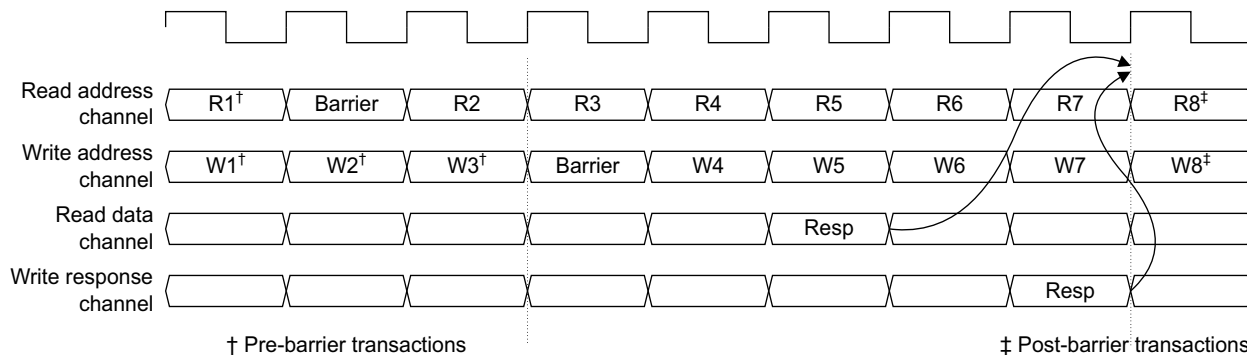 Read address
channel
R1† Barrier R2 R3 R4 R5 R6 R7 R8‡
Write address
channel
W1† W2† W3† Barrier W4 W5 W6 W7 W8‡
Read data
channel
Resp
Write response
channel
Resp
† Pre-barrier transactions ‡ Post-barrier transactions